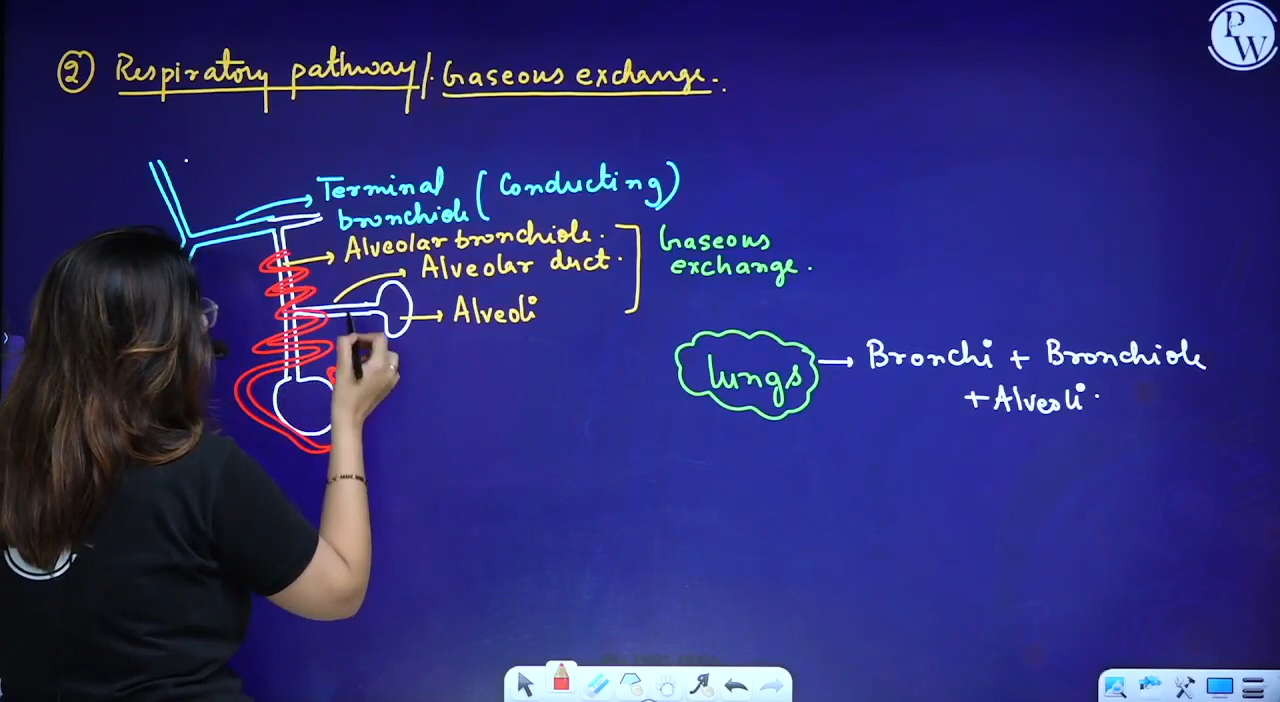 ② Respiratory pathway/ Gaseous exchange.
Terminal (Conducting)
bronchiole
Alveolar bronchiole.
Alveolar duct.
Alveoli
Gaseous
exchange.
lungs → Bronchi + Bronchiole
+ Alveoli.
PW